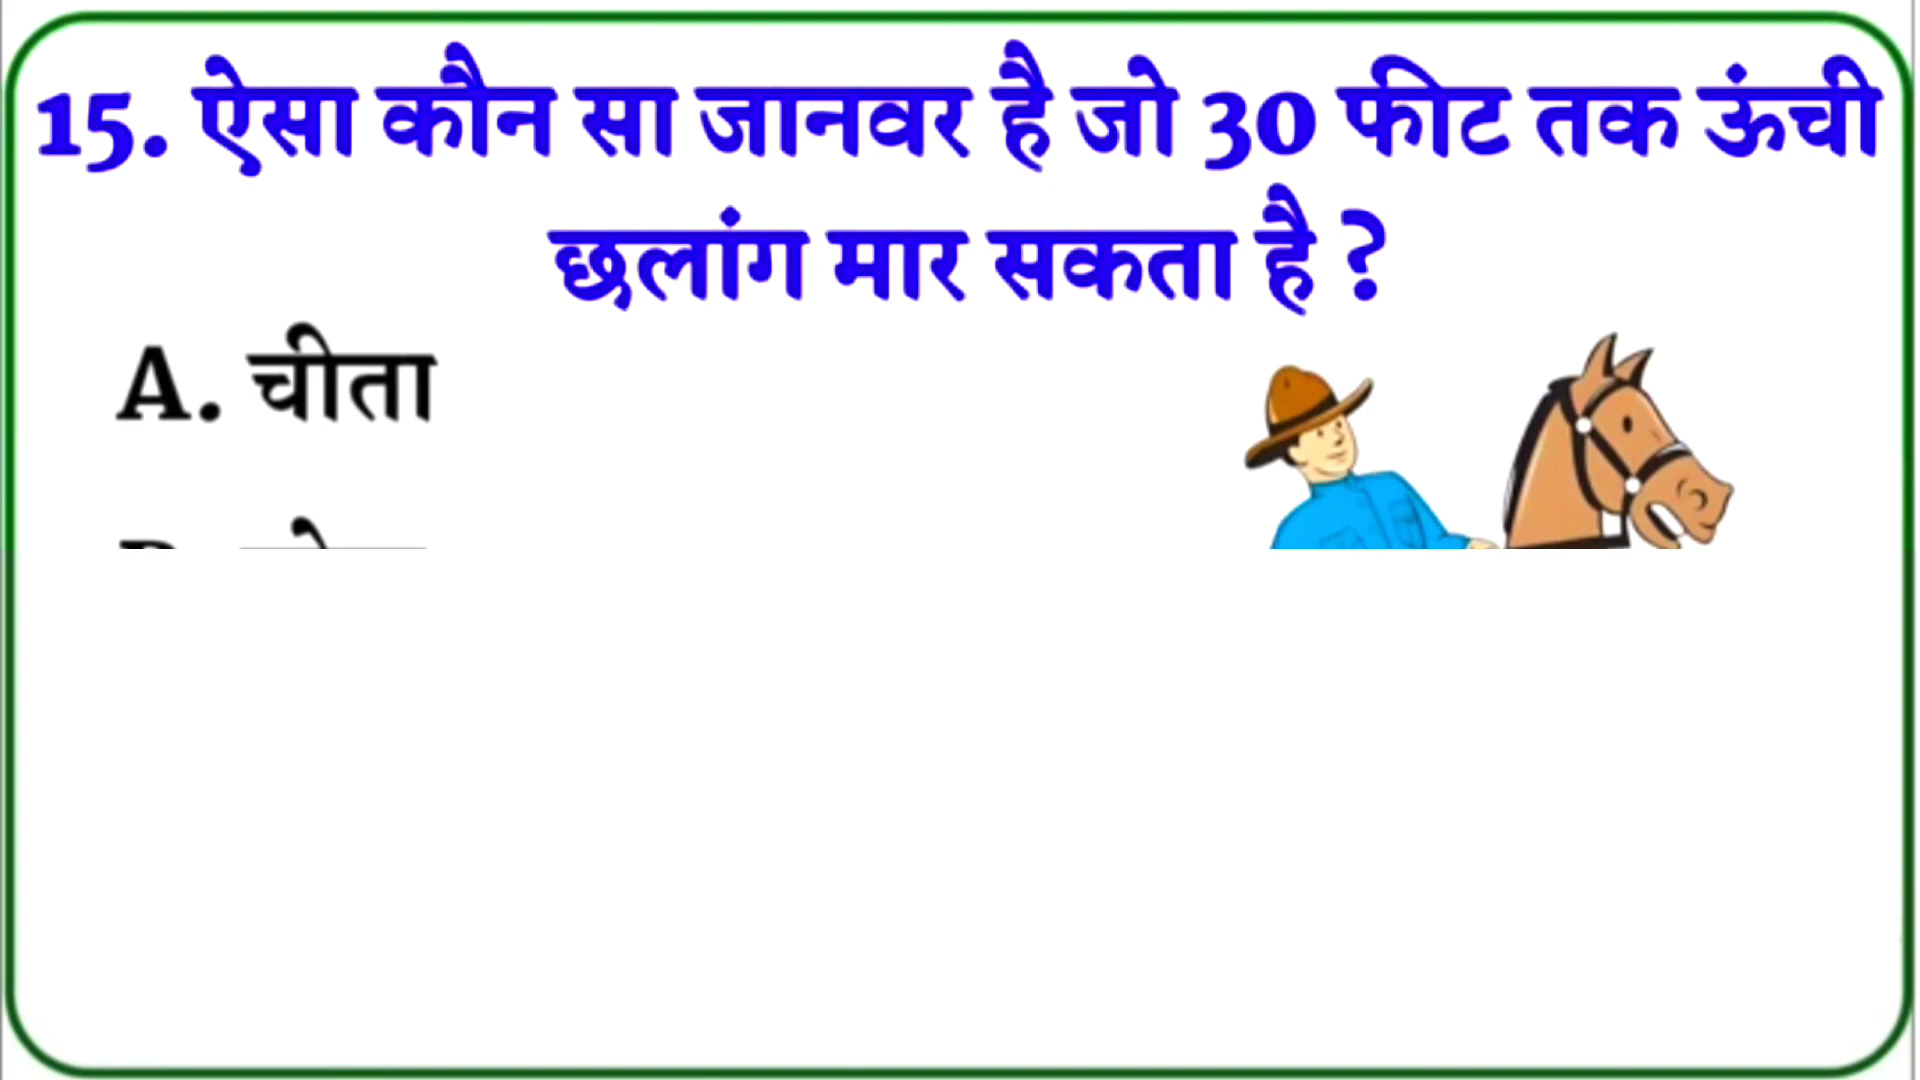 15. ऐसा कौन सा जानवर है जो 30 फीट तक ऊंची
छलांग मार सकता है ?
A. चीता